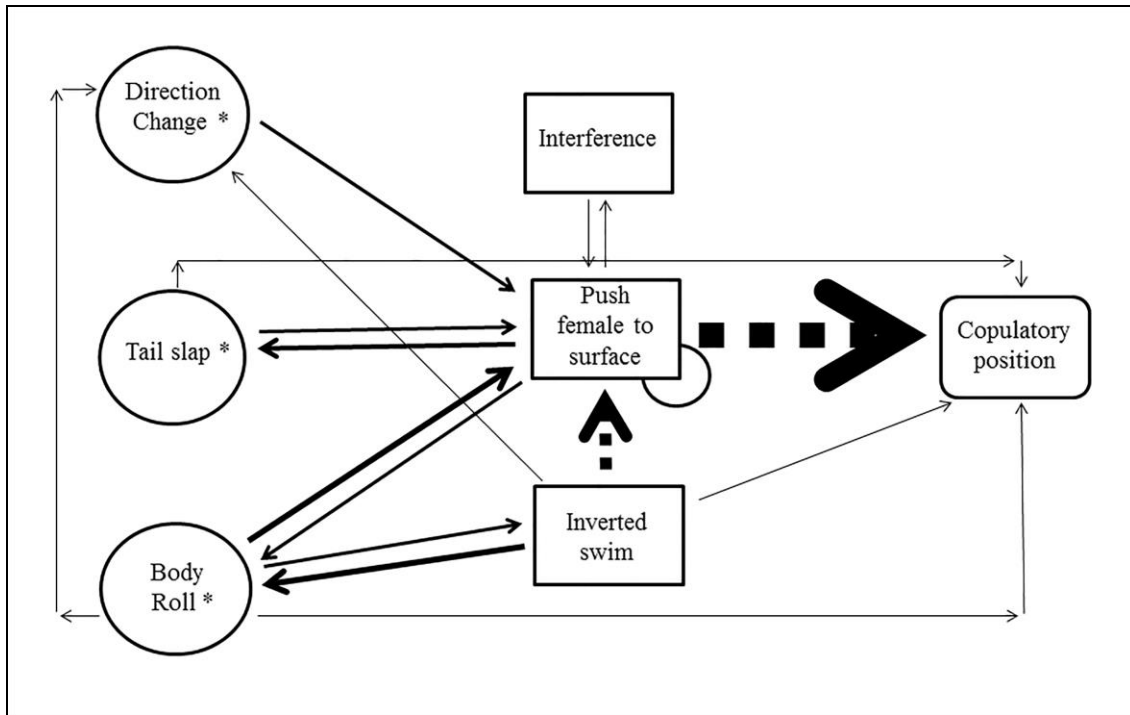 Direction
Change *
Interference
Push
female to
surface
Tail slap *
Copulatory
position
Inverted
swim
Body
Roll *